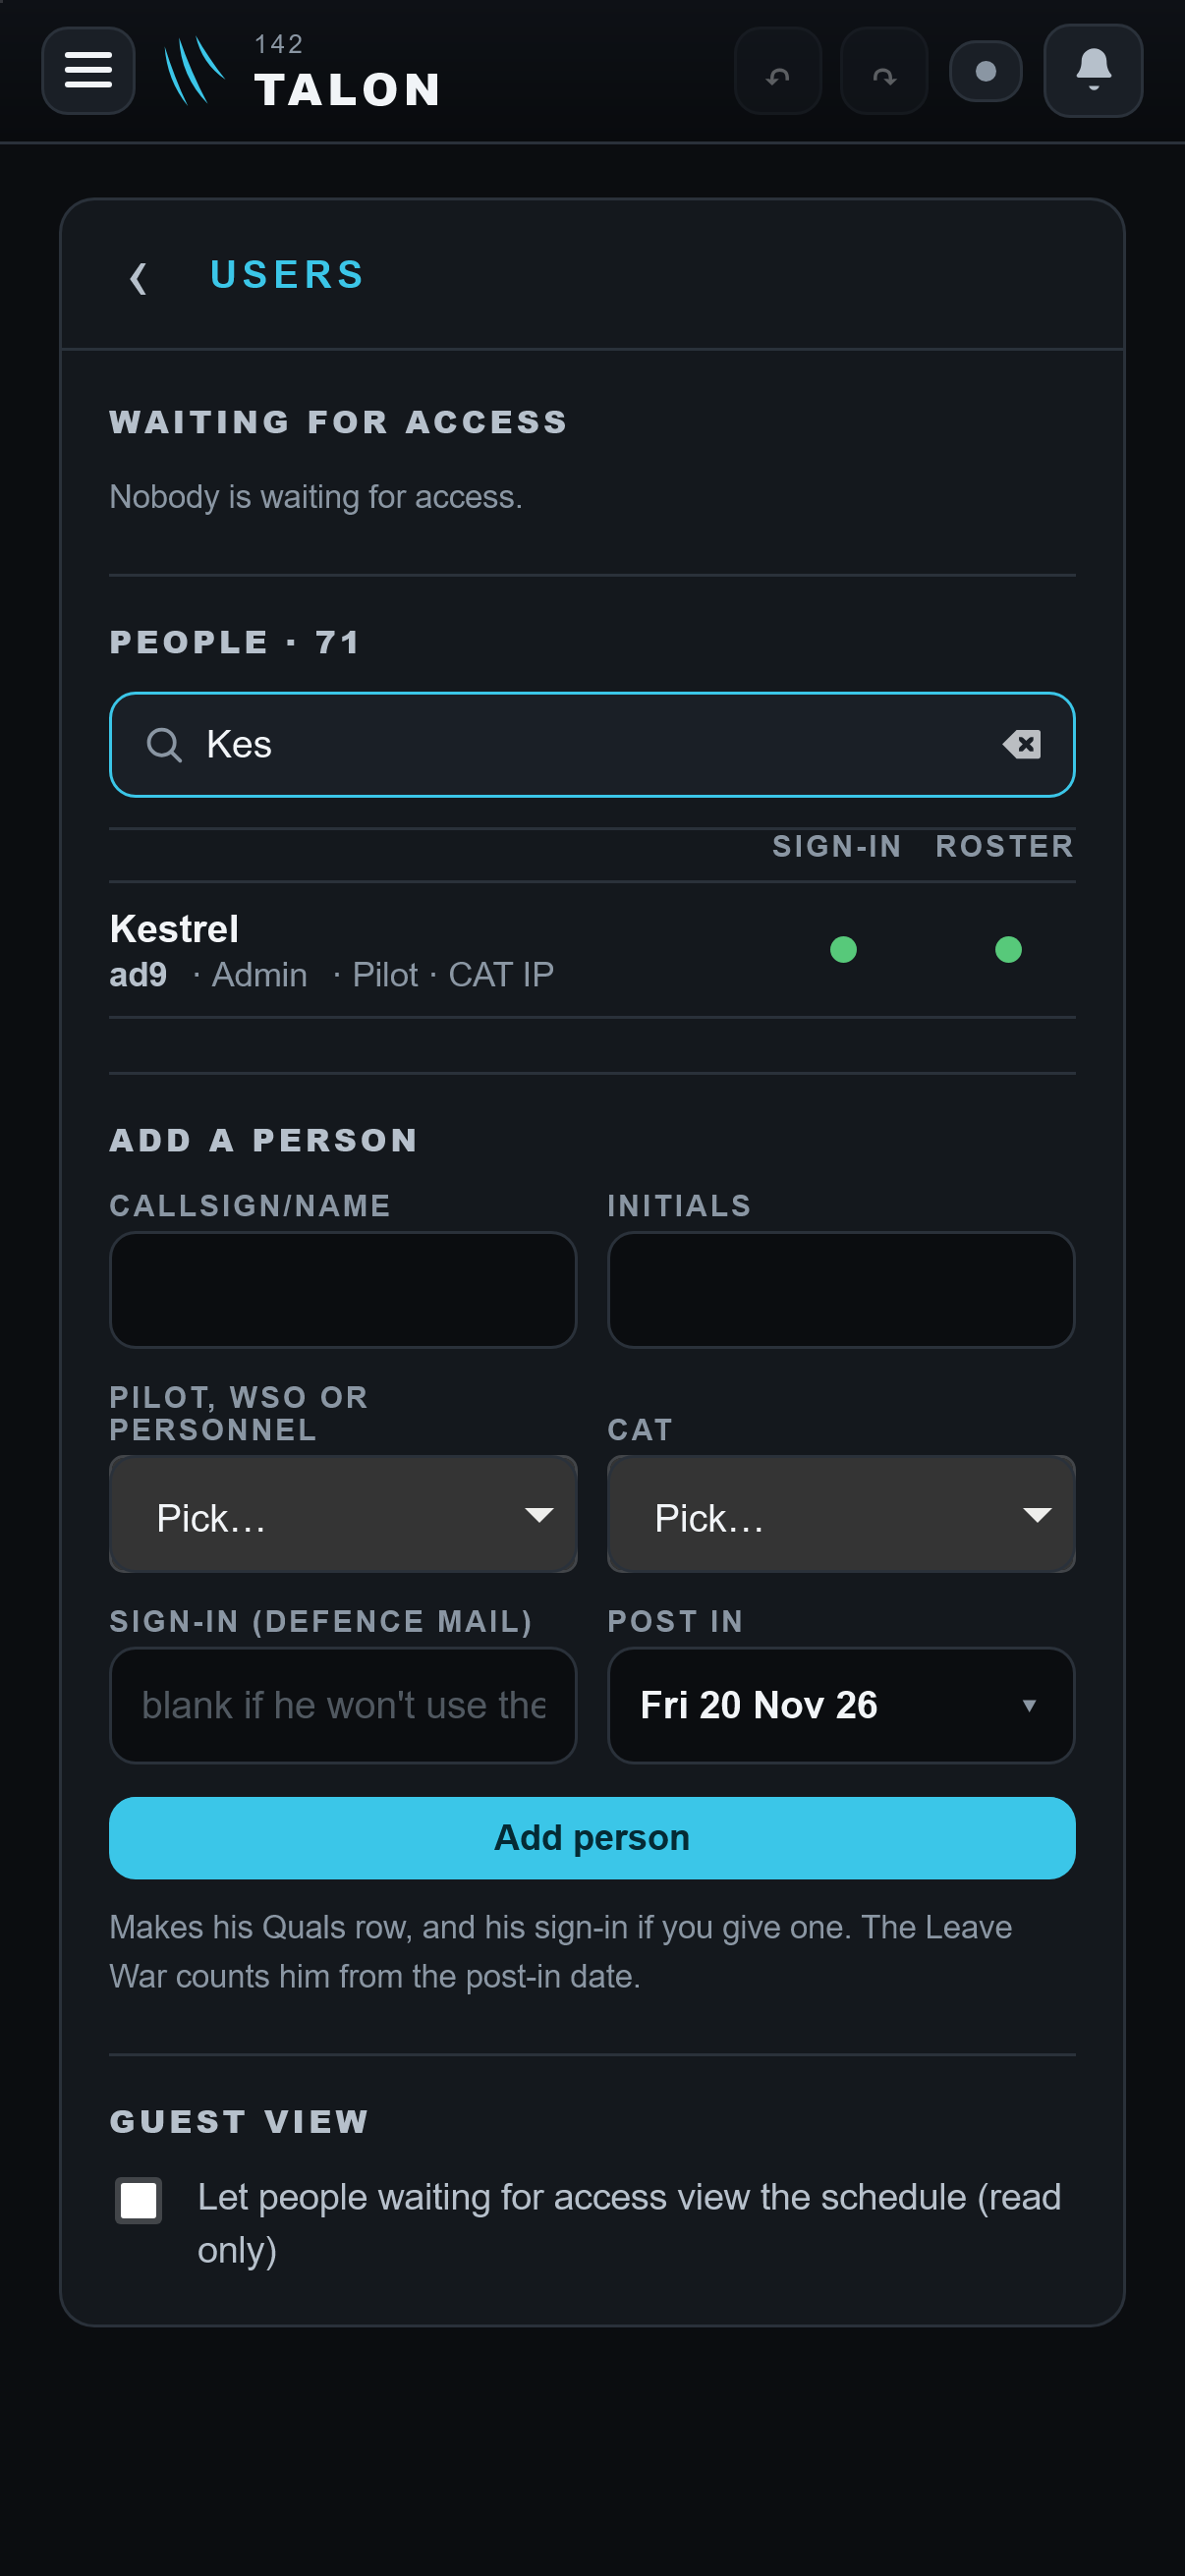 142
TALON
USERS
WAITING FOR ACCESS
Nobody is waiting for access.
PEOPLE · 71
Kes
SIGN-IN ROSTER
Kestrel
ad9 · Admin · Pilot · CAT IP
ADD A PERSON
CALLSIGN/NAME INITIALS
PILOT, WSO OR
PERSONNEL CAT
Pick... Pick...
SIGN-IN (DEFENCE MAIL) POST IN
blank if he won't use the Fri 20 Nov 26
Add person
Makes his Quals row, and his sign-in if you give one. The Leave
War counts him from the post-in date.
GUEST VIEW
Let people waiting for access view the schedule (read
only)